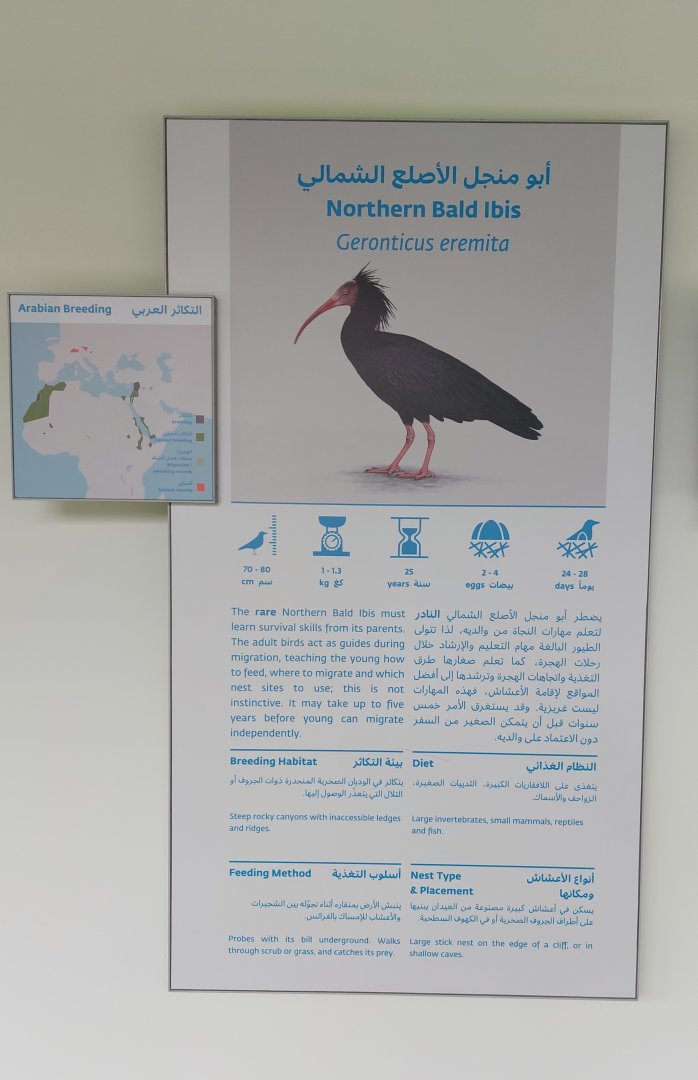 أبو منجل الأصلع الشمالي
Northern Bald Ibis
Geronticus eremita
Arabian Breeding التكاثر العربي
70 - 80
cm سم
1 - 1.3
kg كغ
25
years سنة
2 - 4
eggs بيضات
24 - 28
days يوماً
The rare Northern Bald Ibis must
learn survival skills from its parents.
The adult birds act as guides during
migration, teaching the young how
to feed, where to migrate and which
nest sites to use; this is not
instinctive. It may take up to five
years before young can migrate
independently.
يضطر أبو منجل الأصلع الشمالي النادر
لتعلم مهارات النجاة من والديه، لذا تتولى
الطيور البالغة مهام التعليم والإرشاد خلال
رحلات الهجرة، كما تعلم صغارها طرق
التغذية واتجاهات الهجرة وترشدها إلى أفضل
المواقع لإقامة الأعشاش، فهذه المهارات
ليست غريزية. وقد يستغرق الأمر خمس
سنوات قبل أن يتمكن الصغير من السفر
دون الاعتماد على والديه.
Breeding Habitat بيئة التكاثر
يتكاثر في الوديان الصخرية المنحدرة ذوات الجروف أو
التلال التي يتعذّر الوصول إليها.
Steep rocky canyons with inaccessible ledges
and ridges.
Diet النظام الغذائي
يتغذى على اللافقاريات الكبيرة، الثدييات الصغيرة،
الزواحف والأسماك.
Large invertebrates, small mammals, reptiles
and fish.
Feeding Method أسلوب التغذية
ينبش الأرض بمنقاره أثناء تجوّله بين الشجيرات
والأعشاب للإمساك بالفرائس.
Probes with its bill underground. Walks
through scrub or grass, and catches its prey.
Nest Type أنواع الأعشاش
& Placement ومكانها
يسكن في أعشاش كبيرة مصنوعة من العيدان يبنيها
على أطراف الجروف الصخرية أو في الكهوف السطحية.
Large stick nest on the edge of a cliff, or in
shallow caves.